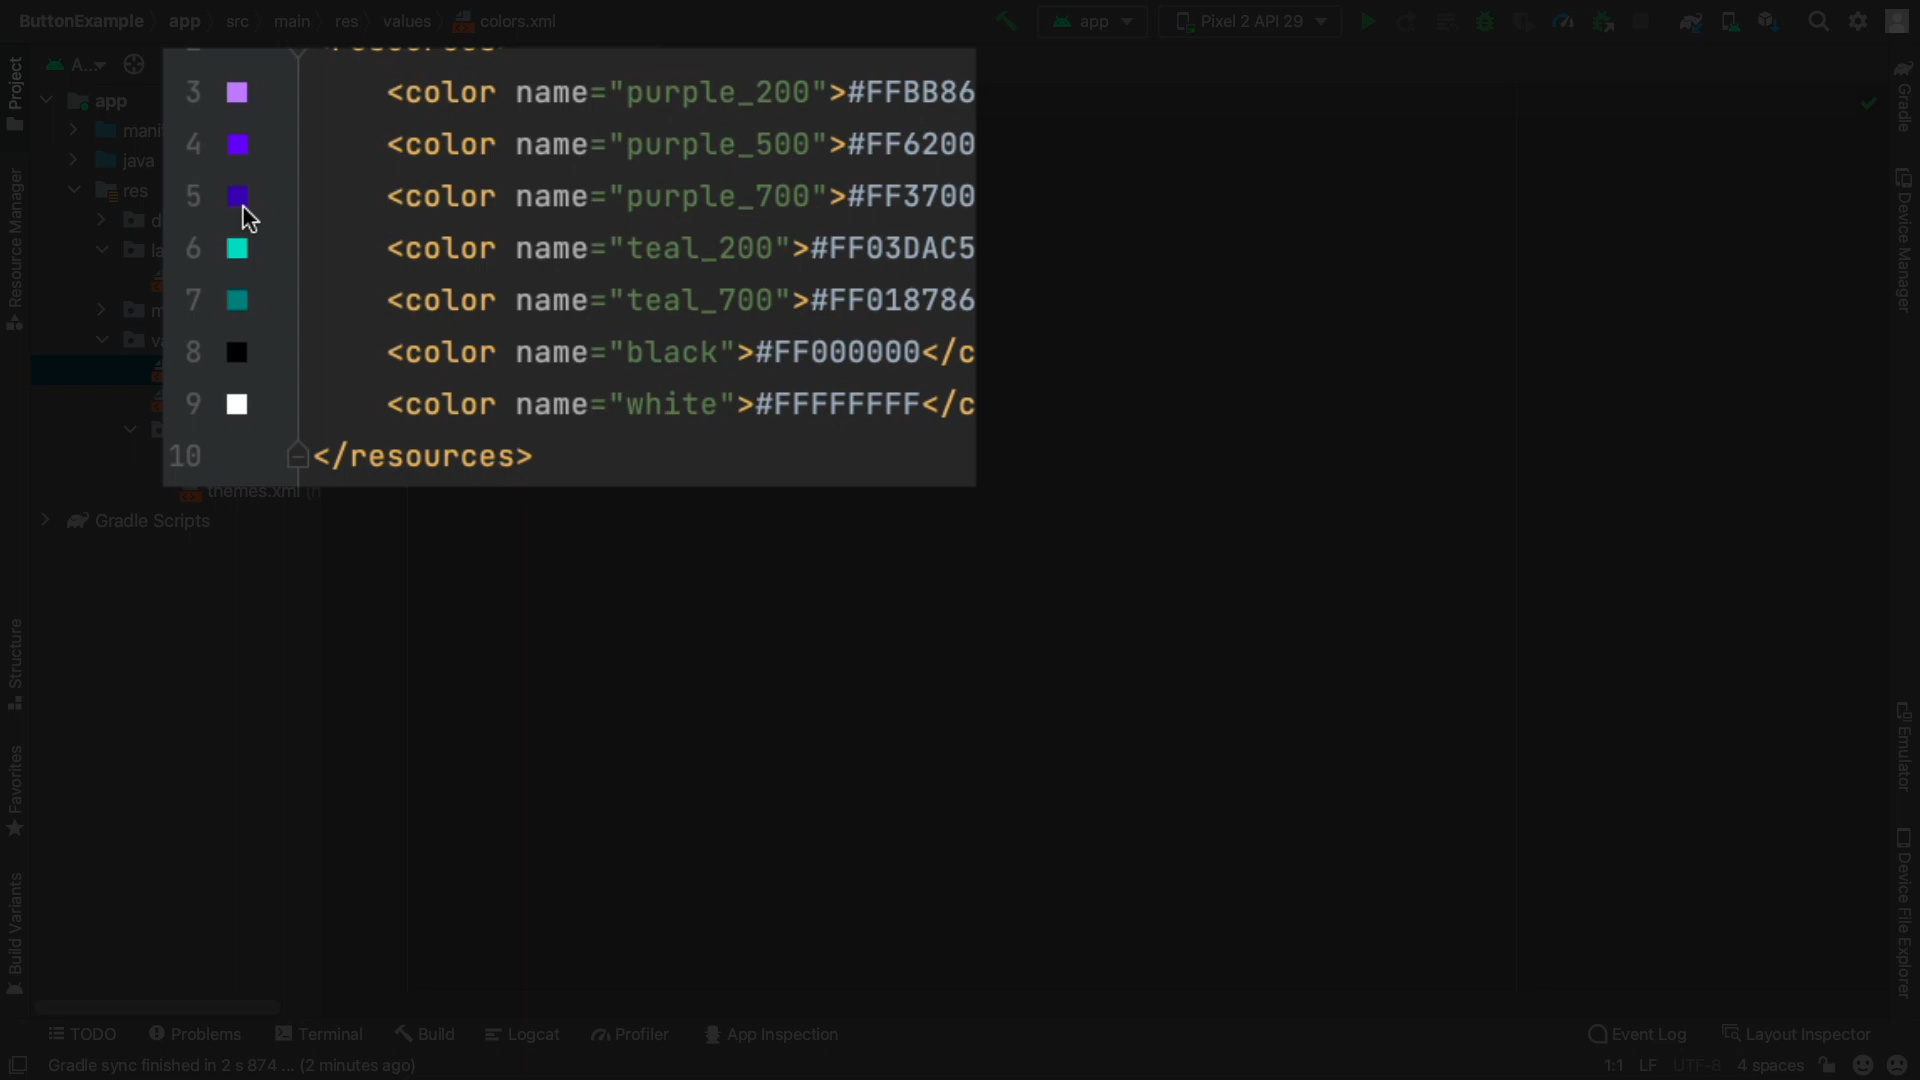 ButtonExample app src main res values colors.xml app Pixel 2 API 29
Project
A...
app
mani
java
res
d
la
m
va
themes.xml (n
Gradle Scripts
Resource Manager
Structure
Favorites
Build Variants
3 <color name="purple_200">#FFBB86
4 <color name="purple_500">#FF6200
5 <color name="purple_700">#FF3700
6 <color name="teal_200">#FF03DAC5
7 <color name="teal_700">#FF018786
8 <color name="black">#FF000000</c
9 <color name="white">#FFFFFFFF</c
10 </resources>
Gradle
Device Manager
Emulator
Device File Explorer
TODO Problems Terminal Build Logcat Profiler App Inspection Event Log Layout Inspector
Gradle sync finished in 2 s 874 ... (2 minutes ago) 1:1 LF UTF-8 4 spaces